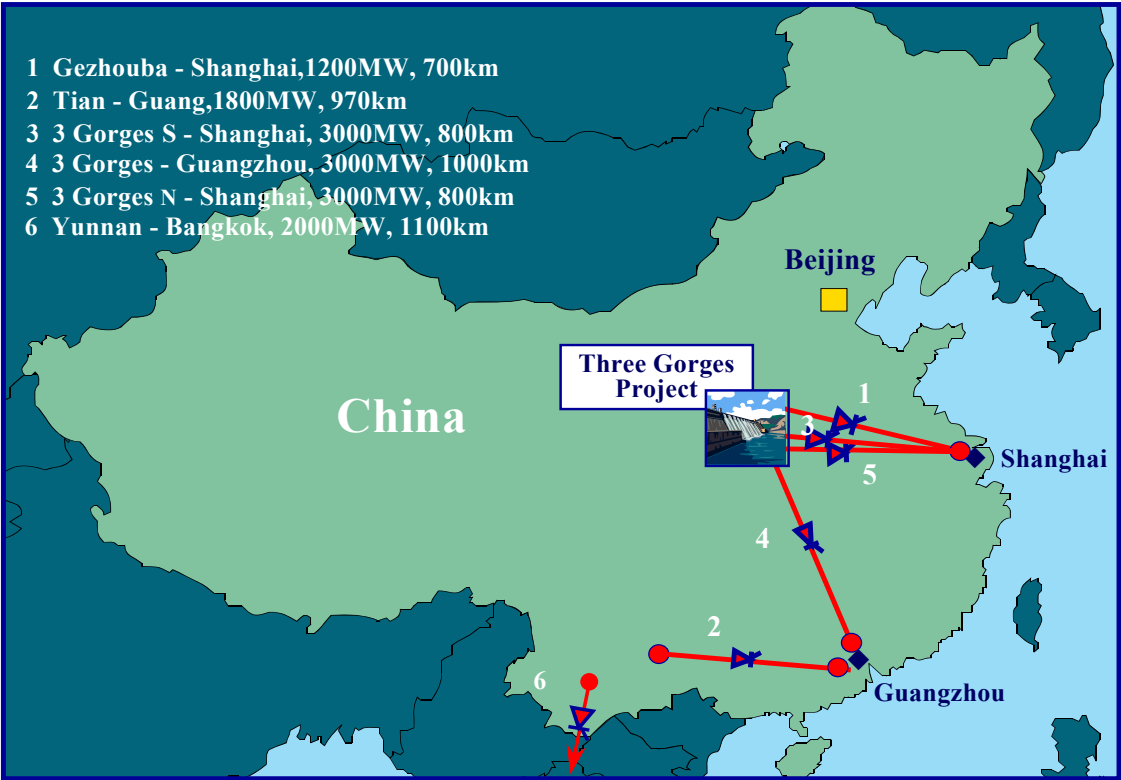 1 Gezhouba - Shanghai,1200MW, 700km
2 Tian - Guang,1800MW, 970km
3 3 Gorges S - Shanghai, 3000MW, 800km
4 3 Gorges - Guangzhou, 3000MW, 1000km
5 3 Gorges N - Shanghai, 3000MW, 800km
6 Yunnan - Bangkok, 2000MW, 1100km
Beijing
Three Gorges
Project
China
1
3
5
Shanghai
4
2
6
Guangzhou